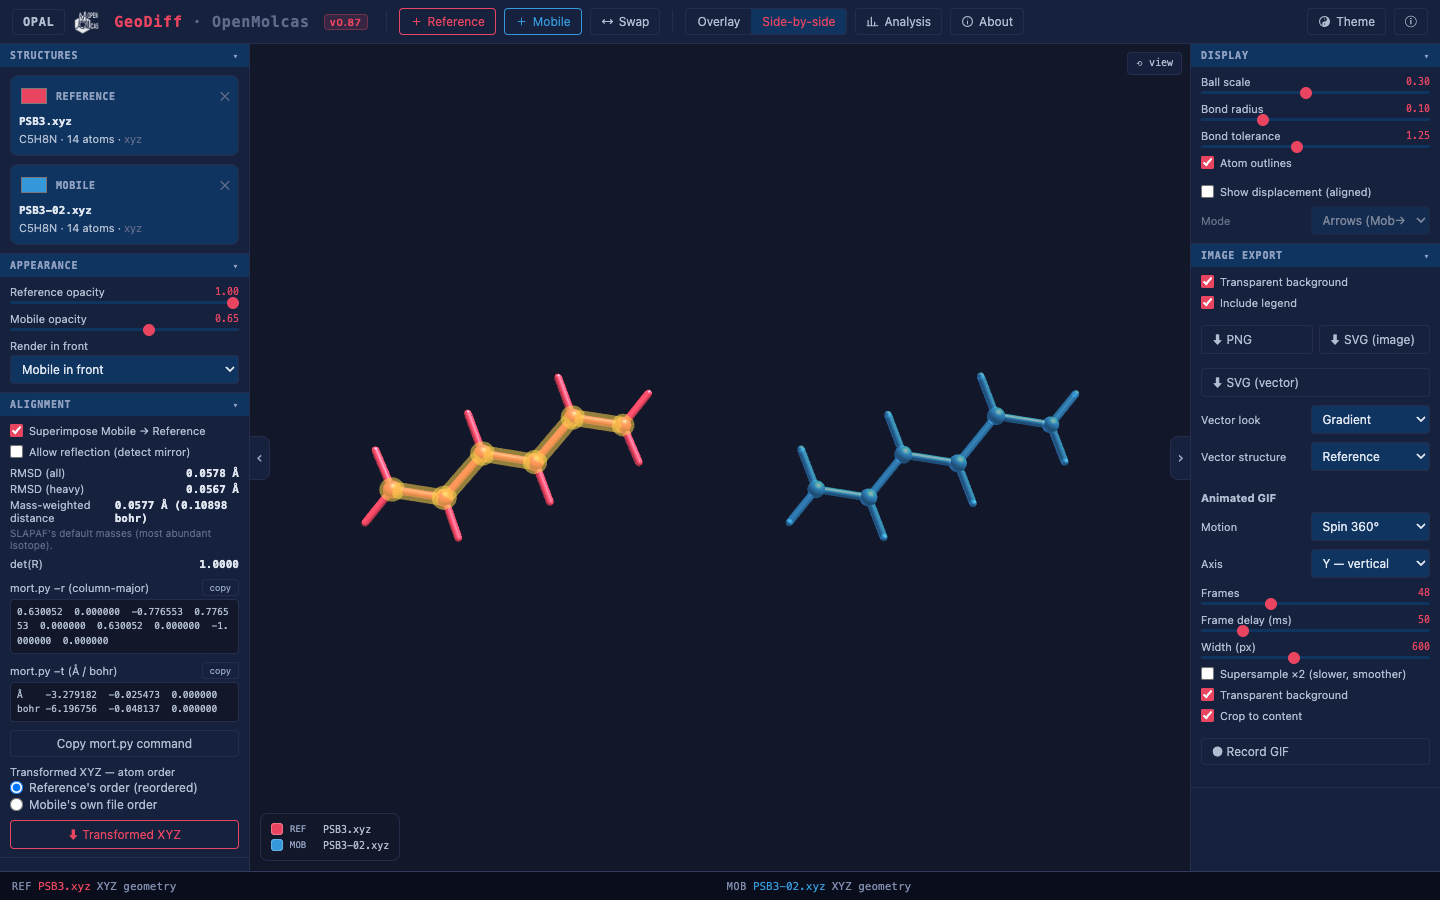 OPAL OPEN MOLCAS GeoDiff · OpenMolcas v0.87 + Reference + Mobile ↔ Swap Overlay Side-by-side Analysis About Theme
STRUCTURES
REFERENCE
PSB3.xyz
C5H8N · 14 atoms · xyz
MOBILE
PSB3-02.xyz
C5H8N · 14 atoms · xyz
APPEARANCE
Reference opacity 1.00
Mobile opacity 0.65
Render in front
Mobile in front
ALIGNMENT
Superimpose Mobile → Reference
Allow reflection (detect mirror)
RMSD (all) 0.0578 Å
RMSD (heavy) 0.0567 Å
Mass-weighted distance 0.0577 Å (0.10898 bohr)
SLAPAF's default masses (most abundant
isotope).
det(R) 1.0000
mort.py -r (column-major) copy
0.630052 0.000000 -0.776553 0.7765
53 0.000000 0.630052 0.000000 -1.
000000 0.000000
mort.py -t (Å / bohr) copy
Å -3.279182 -0.025473 0.000000
bohr -6.196756 -0.048137 0.000000
Copy mort.py command
Transformed XYZ — atom order
Reference's order (reordered)
Mobile's own file order
⬇ Transformed XYZ
view
REF PSB3.xyz
MOB PSB3-02.xyz
DISPLAY
Ball scale 0.30
Bond radius 0.10
Bond tolerance 1.25
Atom outlines
Show displacement (aligned)
Mode Arrows (Mob→
IMAGE EXPORT
Transparent background
Include legend
⬇ PNG ⬇ SVG (image)
⬇ SVG (vector)
Vector look Gradient
Vector structure Reference
Animated GIF
Motion Spin 360°
Axis Y — vertical
Frames 48
Frame delay (ms) 50
Width (px) 600
Supersample ×2 (slower, smoother)
Transparent background
Crop to content
Record GIF
REF PSB3.xyz XYZ geometry MOB PSB3-02.xyz XYZ geometry